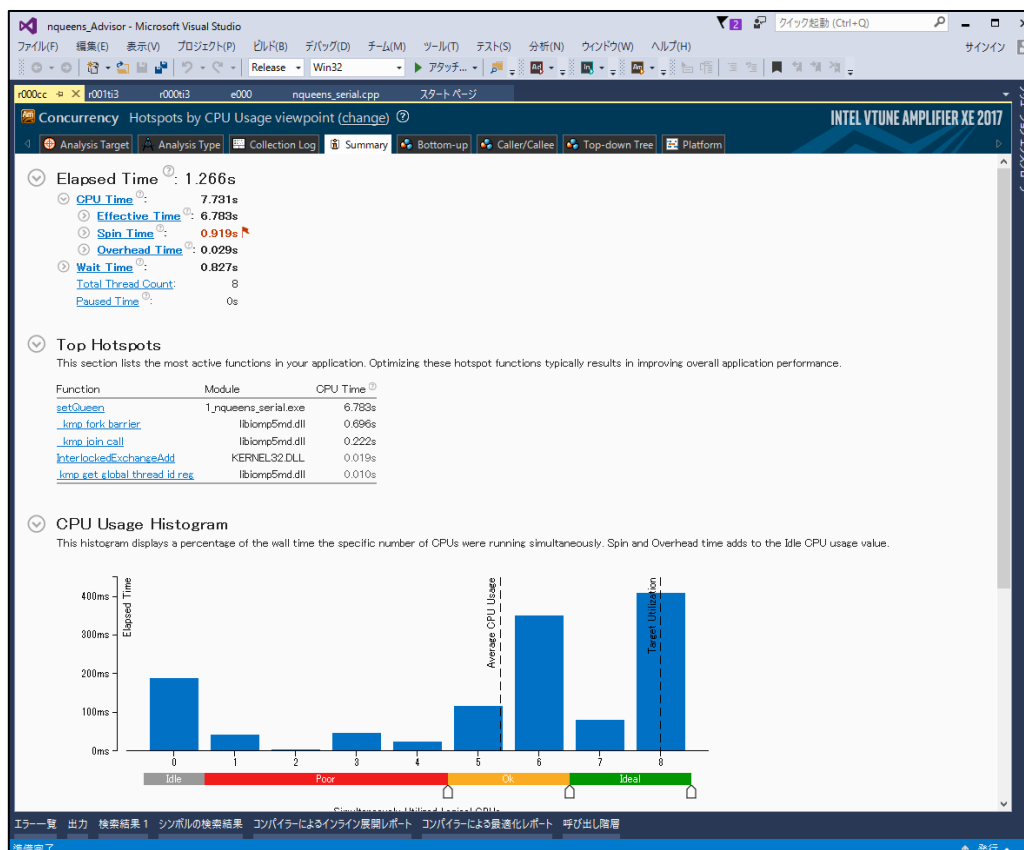 nqueens_Advisor - Microsoft Visual Studio
2
クイック起動 (Ctrl+Q)
ファイル(F) 編集(E) 表示(V) プロジェクト(P) ビルド(B) デバッグ(D) チーム(M) ツール(T) テスト(S) 分析(N) ウィンドウ(W) ヘルプ(H)
サインイン
Release Win32 アタッチ...
r000cc r001ti3 r000ti3 e000 nqueens_serial.cpp スタート ページ
Concurrency Hotspots by CPU Usage viewpoint (change)
INTEL VTUNE AMPLIFIER XE 2017
Analysis Target Analysis Type Collection Log Summary Bottom-up Caller/Callee Top-down Tree Platform
Elapsed Time: 1.266s
CPU Time: 7.731s
Effective Time: 6.783s
Spin Time: 0.919s
Overhead Time: 0.029s
Wait Time: 0.827s
Total Thread Count: 8
Paused Time: 0s
Top Hotspots
This section lists the most active functions in your application. Optimizing these hotspot functions typically results in improving overall application performance.
Function Module CPU Time
setQueen 1_nqueens_serial.exe 6.783s
_kmp_fork_barrier libiomp5md.dll 0.696s
_kmp_join_call libiomp5md.dll 0.222s
InterlockedExchangeAdd KERNEL32.DLL 0.019s
_kmp_get_global_thread_id_reg libiomp5md.dll 0.010s
CPU Usage Histogram
This histogram displays a percentage of the wall time the specific number of CPUs were running simultaneously. Spin and Overhead time adds to the Idle CPU usage value.
Elapsed Time
400ms
300ms
200ms
100ms
0ms
Average CPU Usage
Target Utilization
0 1 2 3 4 5 6 7 8
Idle Poor Ok Ideal
Simultaneously Utilized Logical CPUs
エラー一覧 出力 検索結果 1 シンボルの検索結果 コンパイラーによるインライン展開レポート コンパイラーによる最適化レポート 呼び出し階層
準備完了
発行